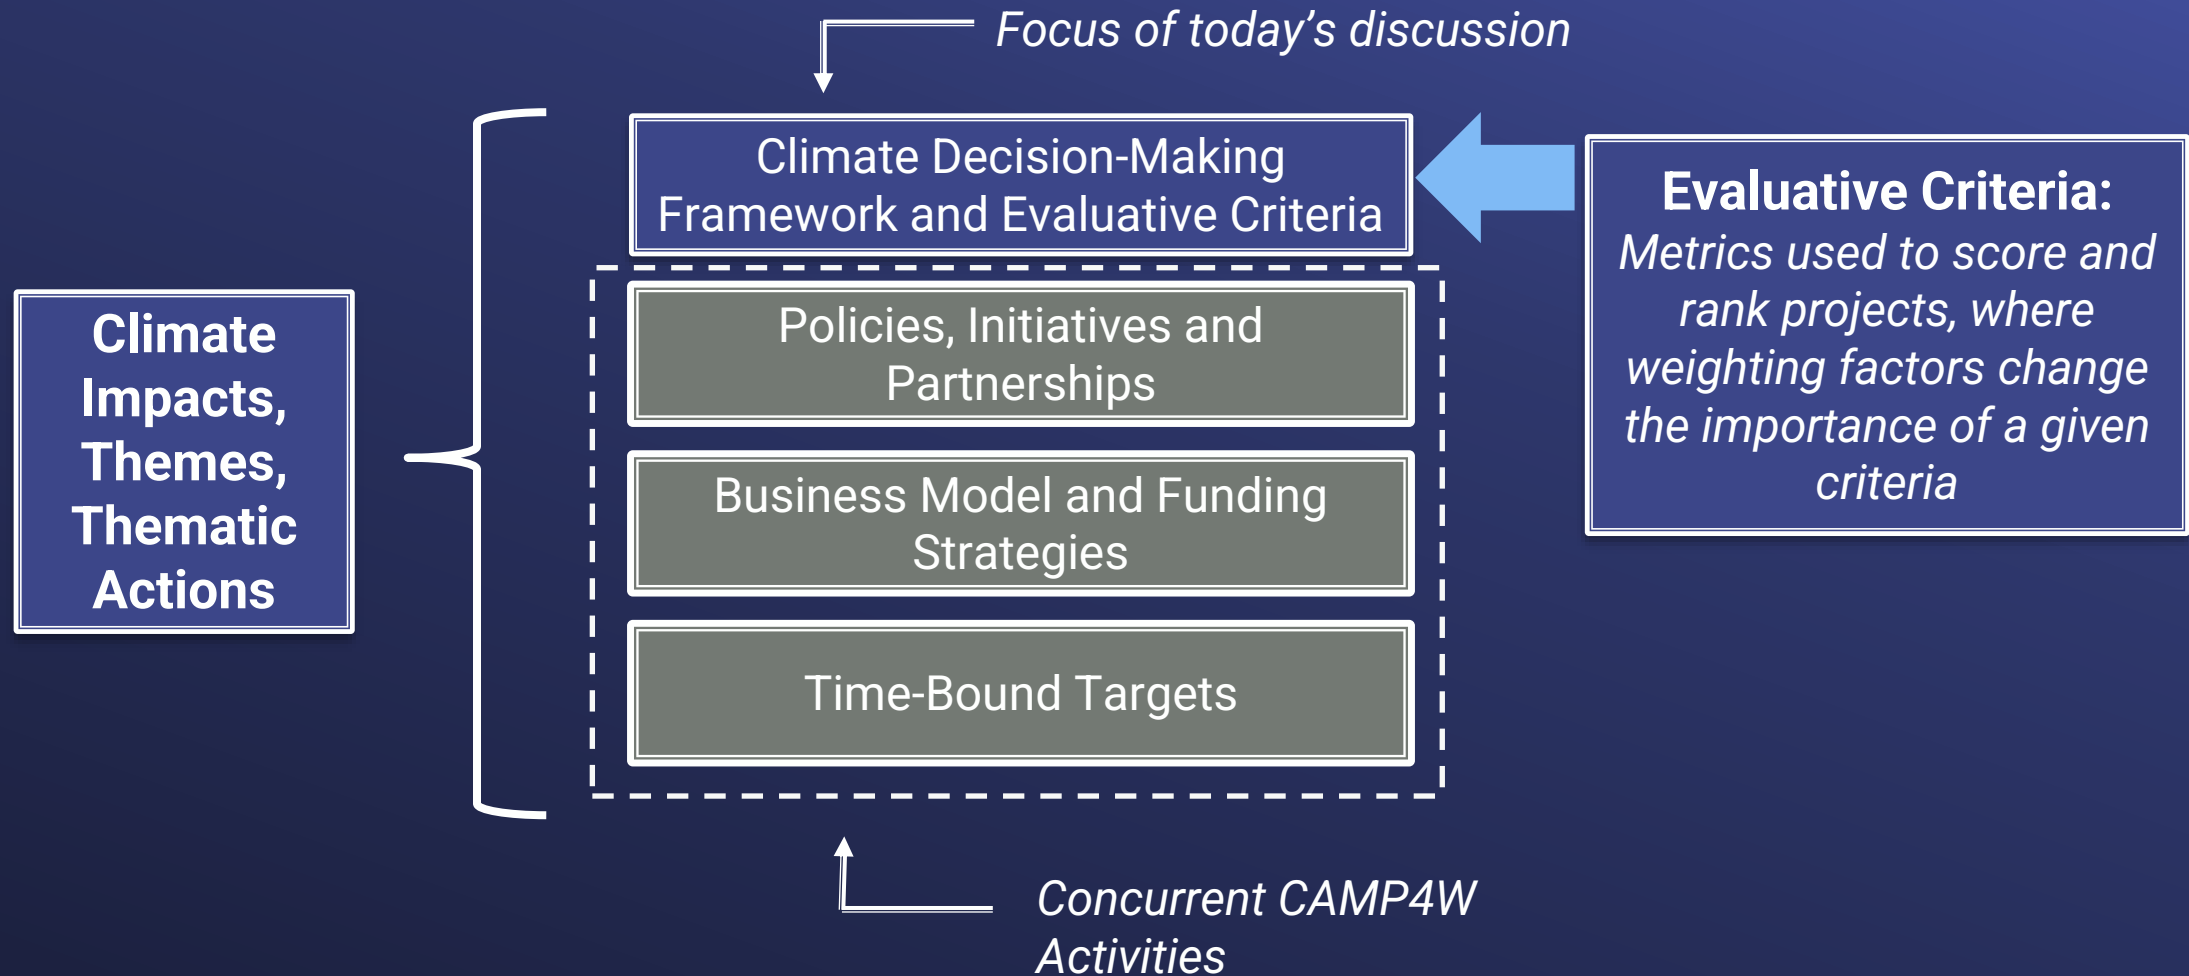 Focus of today’s discussion
Climate
Impacts,
Themes,
Thematic
Actions
Climate Decision-Making
Framework and Evaluative Criteria
Policies, Initiatives and
Partnerships
Business Model and Funding
Strategies
Time-Bound Targets
Evaluative Criteria:
Metrics used to score and
rank projects, where
weighting factors change
the importance of a given
criteria
Concurrent CAMP4W
Activities